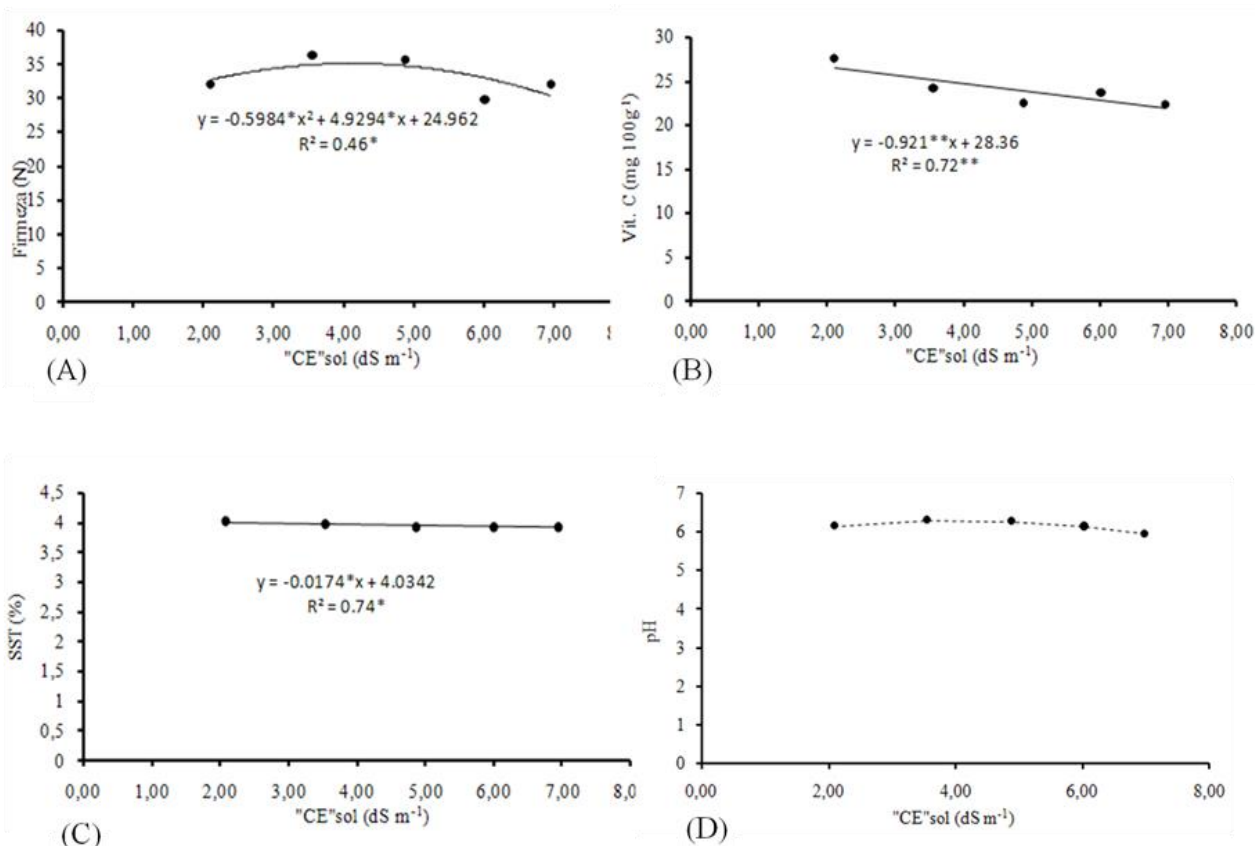 40
35
30
25
20
15
10
5
0
Firmeza (N)
y = -0.5984*x² + 4.9294*x + 24.962
R² = 0.46*
0,00 1,00 2,00 3,00 4,00 5,00 6,00 7,00
"CE"sol (dS m⁻¹)
(A)
30
25
20
15
10
5
0
Vit. C (mg 100g¹)
y = -0.921**x + 28.36
R² = 0.72**
0,00 1,00 2,00 3,00 4,00 5,00 6,00 7,00 8,00
"CE"sol (dS m⁻¹)
(B)
4,5
4
3,5
3
2,5
2
1,5
1
0,5
0
SST (%)
y = -0.0174*x + 4.0342
R² = 0.74*
0,00 1,00 2,00 3,00 4,00 5,00 6,00 7,00 8,0
"CE"sol (dS m⁻¹)
(C)
7
6
5
4
3
2
1
0
pH
0,00 2,00 4,00 6,00 8,00
"CE"sol (dS m⁻¹)
(D)